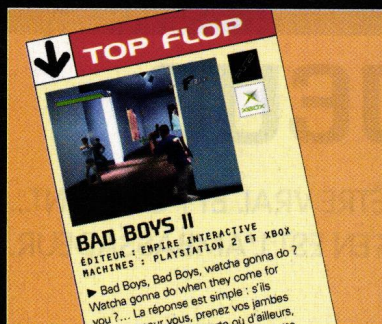 TOP FLOP
XBOX
BAD BOYS II
ÉDITEUR : EMPIRE INTERACTIVE
MACHINES : PLAYSTATION 2 ET XBOX
▶ Bad Boys, Bad Boys, watcha gonna do ?
Watcha gonna do when they come for
you ?... La réponse est simple : s'ils
pour vous, prenez vos jambes
où d'ailleurs,